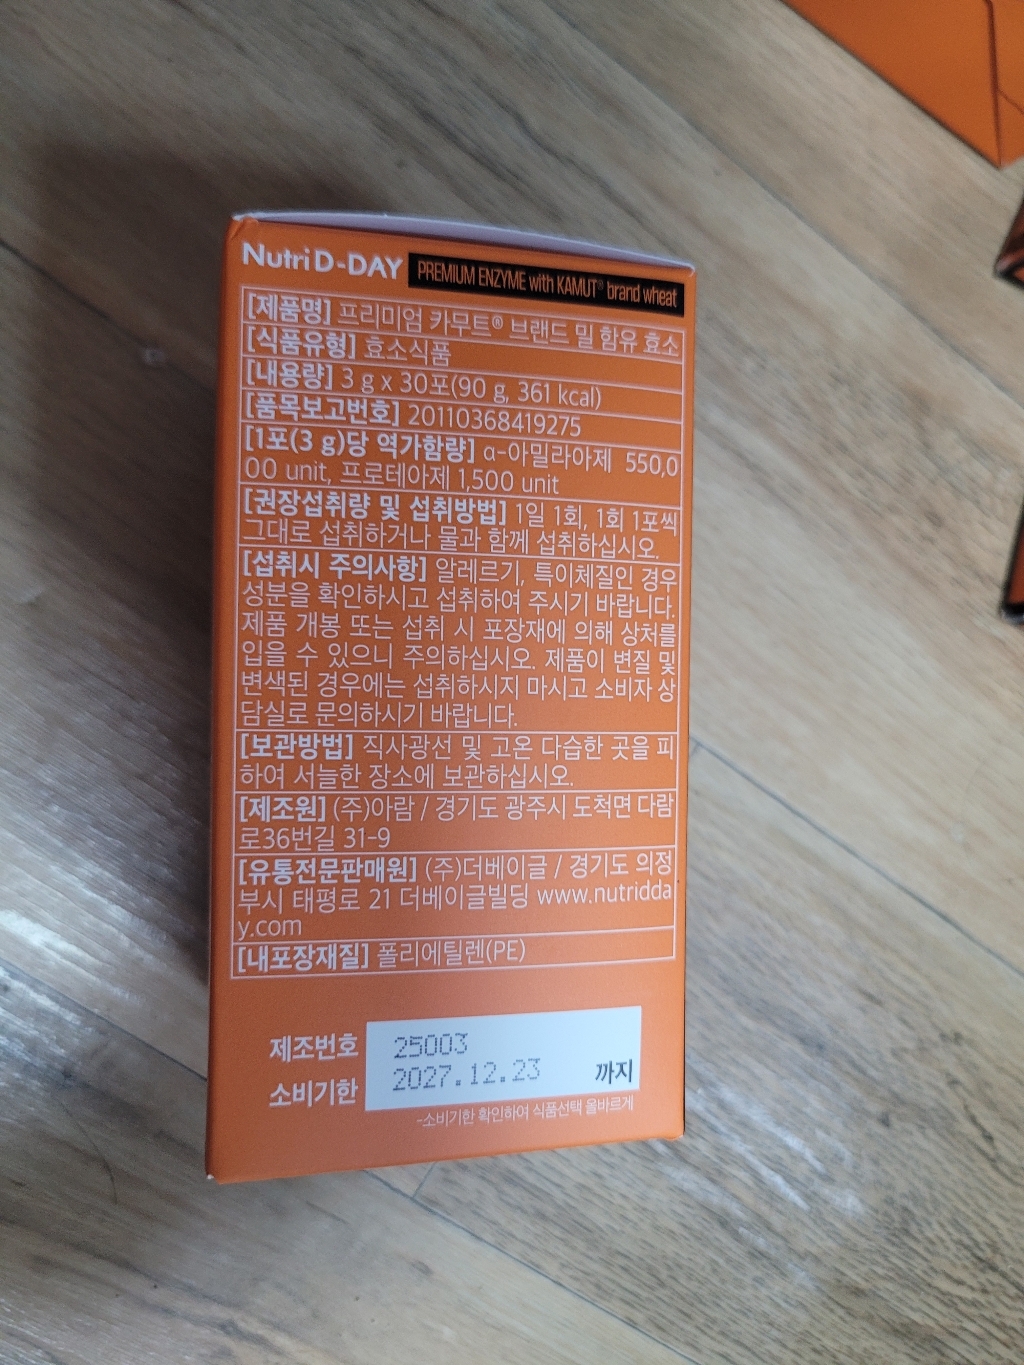 Nutri D-DAY PREMIUM ENZYME with KAMUT® brand wheat
[제품명] 프리미엄 카무트® 브랜드 밀 함유 효소
[식품유형] 효소식품
[내용량] 3 g x 30포(90 g, 361 kcal)
[품목보고번호] 20110368419275
[1포(3 g)당 역가함량] α-아밀라아제 550,0
00 unit, 프로테아제 1,500 unit
[권장섭취량 및 섭취방법] 1일 1회, 1회 1포씩
그대로 섭취하거나 물과 함께 섭취하십시오.
[섭취시 주의사항] 알레르기, 특이체질인 경우
성분을 확인하시고 섭취하여 주시기 바랍니다.
제품 개봉 또는 섭취 시 포장재에 의해 상처를
입을 수 있으니 주의하십시오. 제품이 변질 및
변색된 경우에는 섭취하시지 마시고 소비자 상
담실로 문의하시기 바랍니다.
[보관방법] 직사광선 및 고온 다습한 곳을 피
하여 서늘한 장소에 보관하십시오.
[제조원] (주)아람 / 경기도 광주시 도척면 다람
로36번길 31-9
[유통전문판매원] (주)더베이글 / 경기도 의정
부시 태평로 21 더베이글빌딩 www.nutridda
y.com
[내포장재질] 폴리에틸렌(PE)
제조번호 25003
소비기한 2027.12.23 까지
-소비기한 확인하여 식품선택 올바르게